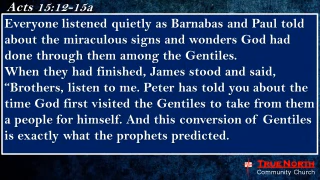 Acts 15:12-15a
Everyone listened quietly as Barnabas and Paul told
about the miraculous signs and wonders God had
done through them among the Gentiles.
When they had finished, James stood and said,
“Brothers, listen to me. Peter has told you about the
time God first visited the Gentiles to take from them
a people for himself. And this conversion of Gentiles
is exactly what the prophets predicted.
TRUENORTH
Community Church